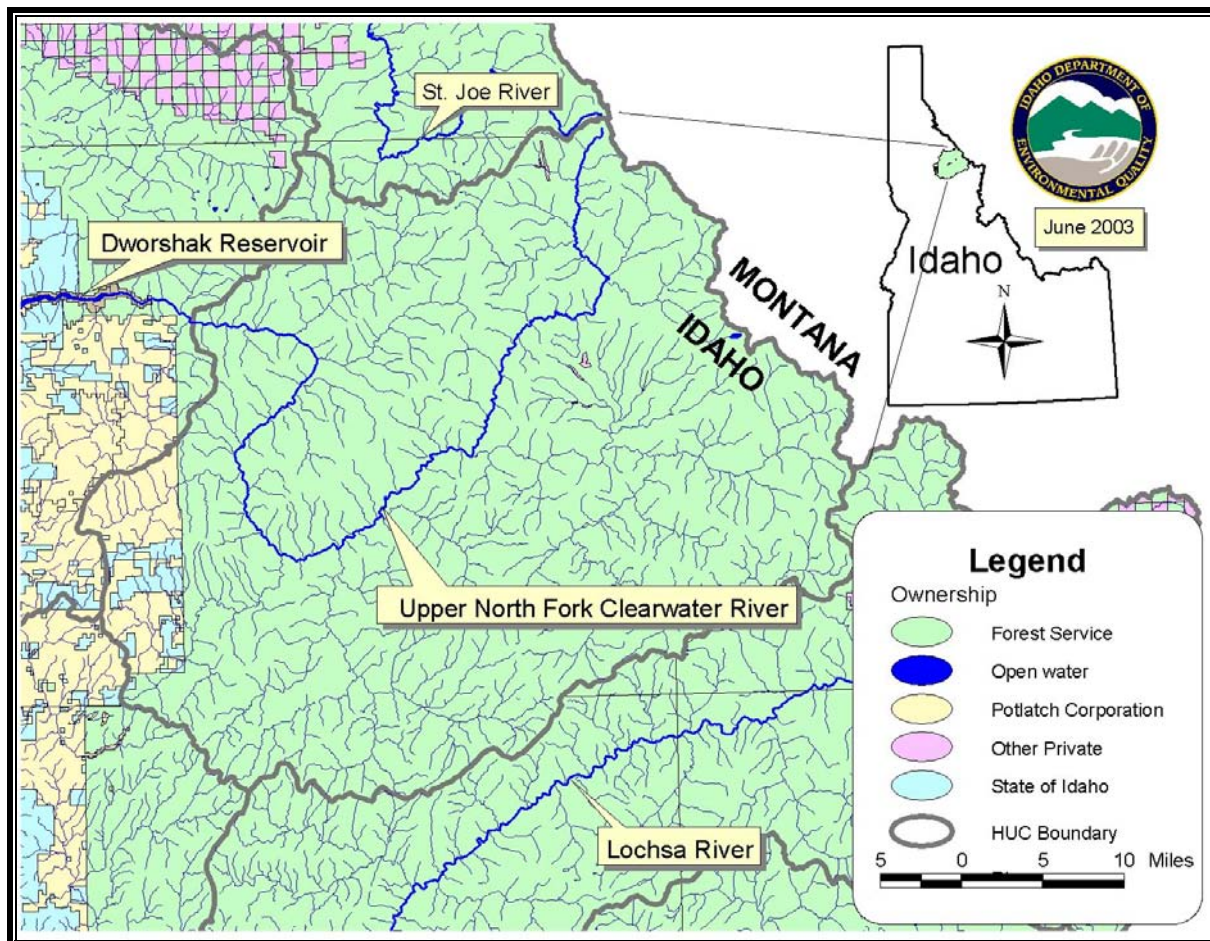 St. Joe River
IDAHO DEPARTMENT OF
ENVIRONMENTAL QUALITY
June 2003
Dworshak Reservoir
Idaho
N
MONTANA
IDAHO
Upper North Fork Clearwater River
Lochsa River
Legend
Ownership
Forest Service
Open water
Potlatch Corporation
Other Private
State of Idaho
HUC Boundary
5 0 5 10 Miles